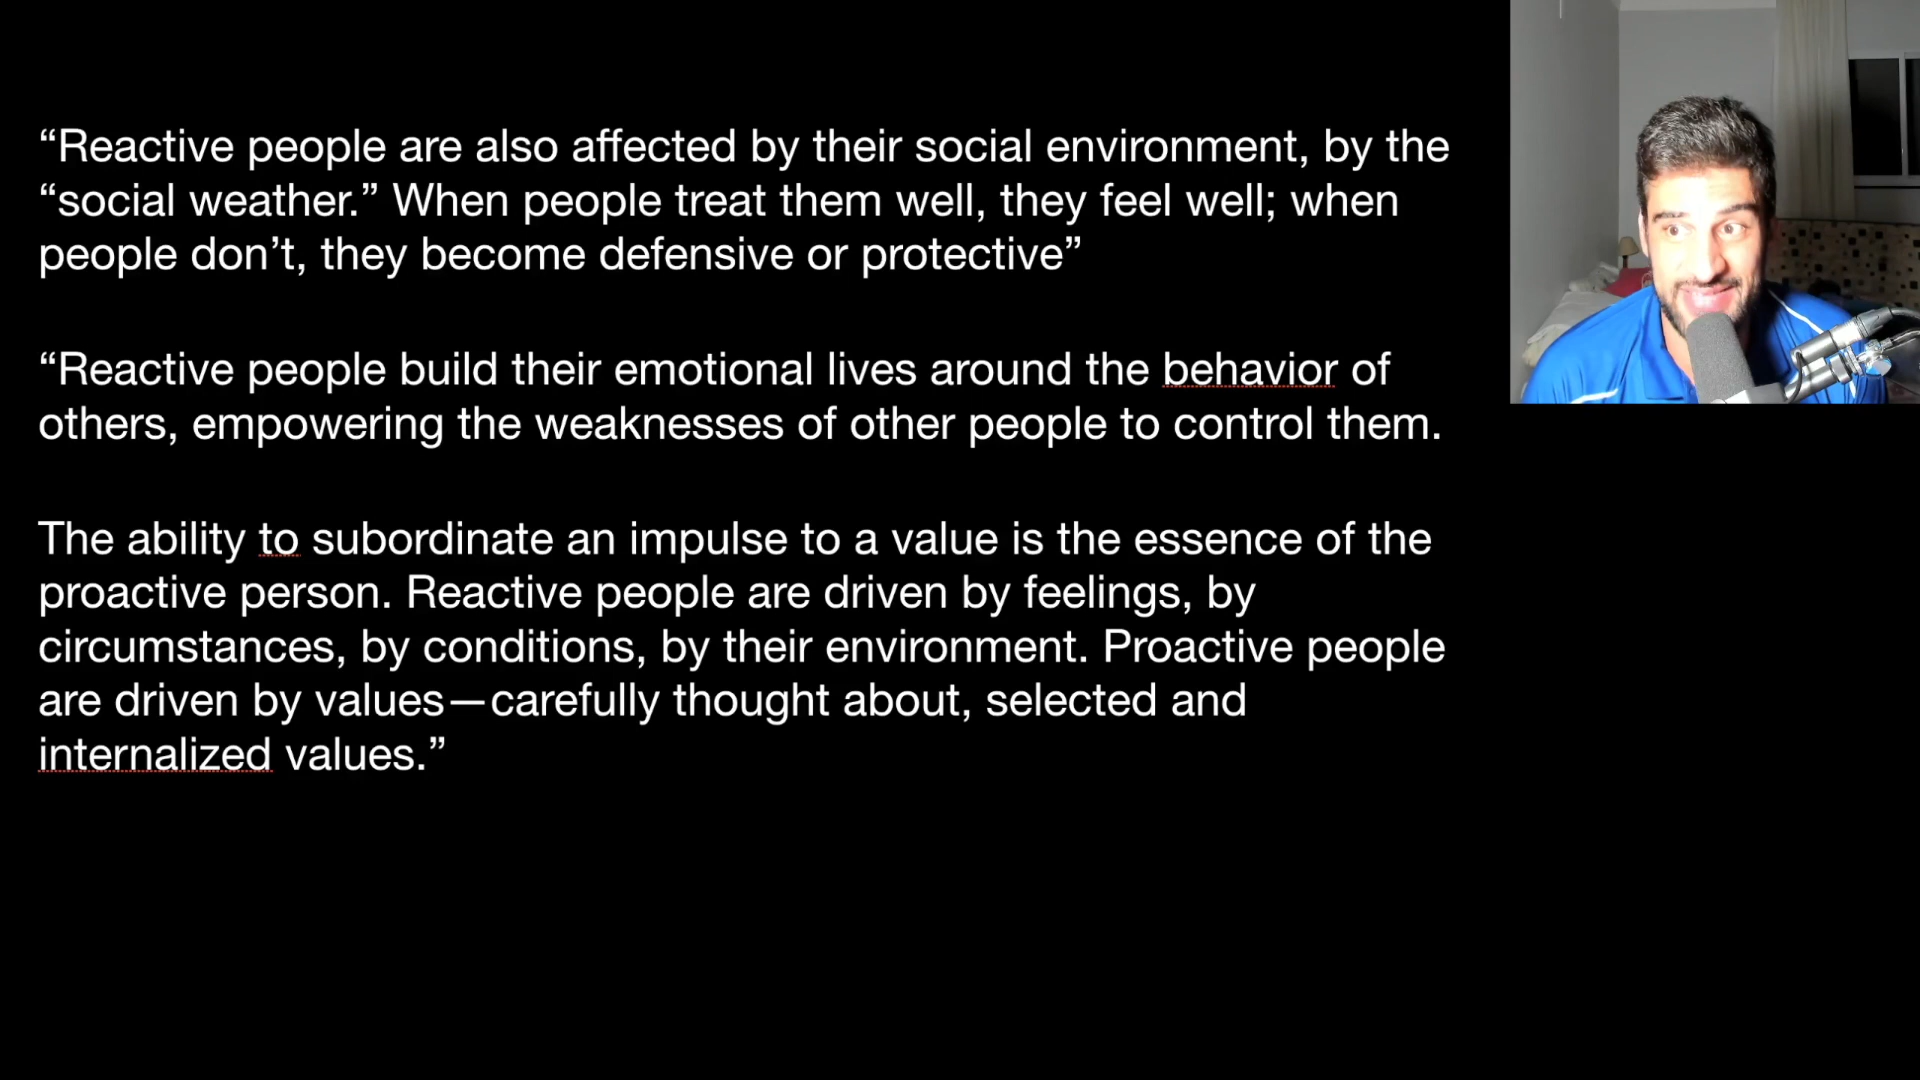 “Reactive people are also affected by their social environment, by the
“social weather.” When people treat them well, they feel well; when
people don’t, they become defensive or protective”
“Reactive people build their emotional lives around the behavior of
others, empowering the weaknesses of other people to control them.
The ability to subordinate an impulse to a value is the essence of the
proactive person. Reactive people are driven by feelings, by
circumstances, by conditions, by their environment. Proactive people
are driven by values—carefully thought about, selected and
internalized values.”